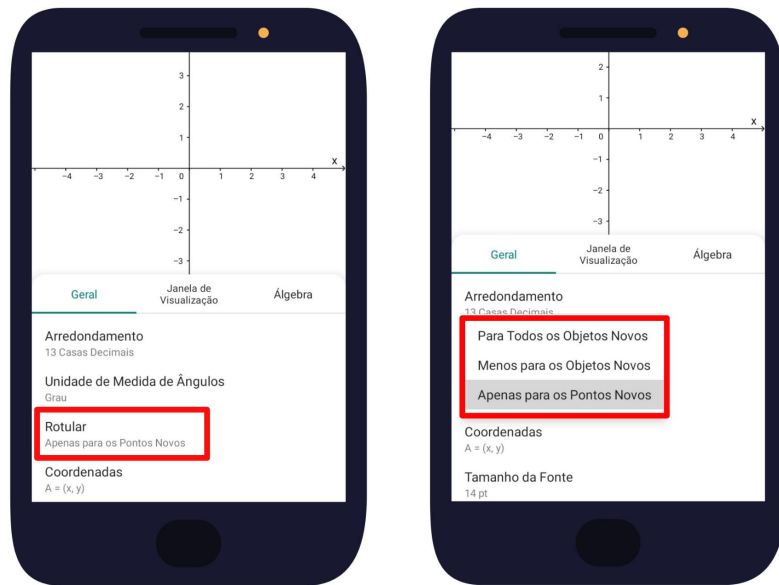 3
2
1
x
−4 −3 −2 −1 0 1 2 3 4
−1
−2
−3
Geral
Janela de
Visualização
Álgebra
Arredondamento
13 Casas Decimais
Unidade de Medida de Ângulos
Grau
Rotular
Apenas para os Pontos Novos
Coordenadas
A = (x, y)
2
1
x
−4 −3 −2 −1 0 1 2 3 4
−1
−2
−3
Geral
Janela de
Visualização
Álgebra
Arredondamento
13 Casas Decimais
Para Todos os Objetos Novos
Menos para os Objetos Novos
Apenas para os Pontos Novos
Coordenadas
A = (x, y)
Tamanho da Fonte
14 pt